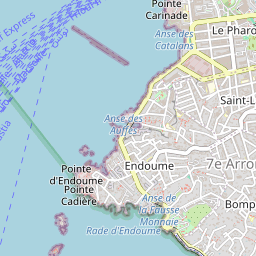 Pointe
Carinade
Le Pharo
Anse des
Catalans
Express
Saint-L
Anse des
Auffes
Endoume
7e Arron
Pointe
d'Endoume
Pointe
Cadière
Anse de
la Fausse
Monnaie
Bomp
Rade d'Endoume